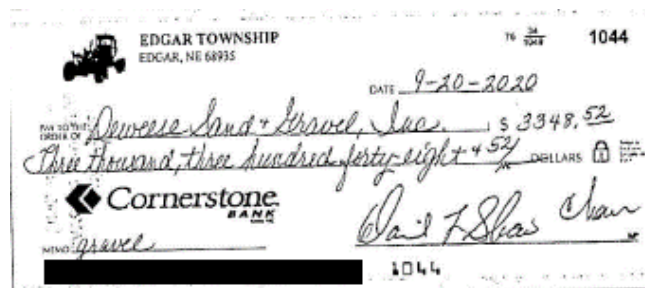 EDGAR TOWNSHIP 1044
EDGAR, NE 68935
DATE 9-20-2020
PAY TO THE ORDER OF Deweese Sand + Gravel, Inc. $ 3348.52
Three thousand, three hundred forty-eight + 52/ DOLLARS
Cornerstone
BANK
MEMO gravel
1044